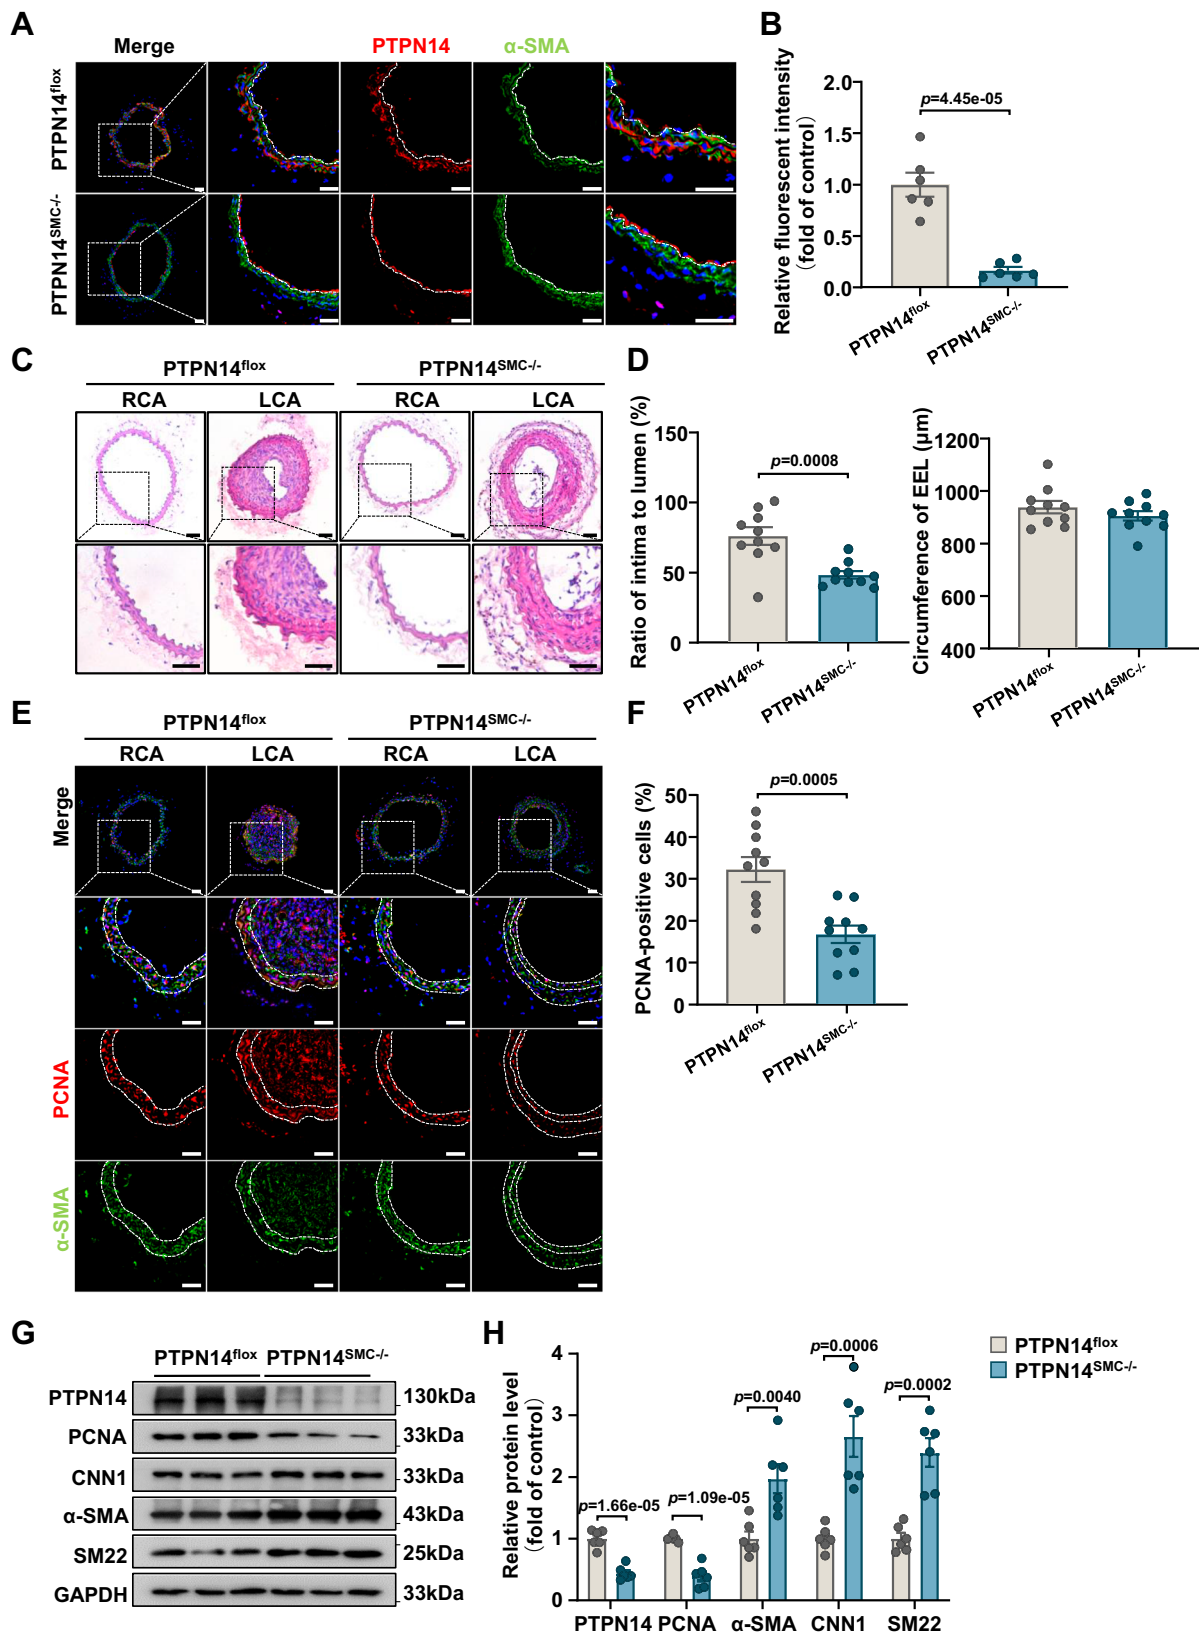 A
Merge
PTPN14
α-SMA
PTPN14flox
PTPN14SMC-/-
B
Relative fluorescent intensity
(fold of control)
2.0
1.5
1.0
0.5
0.0
p=4.45e-05
PTPN14flox
PTPN14SMC-/-
C
PTPN14flox
PTPN14SMC-/-
RCA
LCA
RCA
LCA
D
Ratio of intima to lumen (%)
150
100
50
0
p=0.0008
PTPN14flox
PTPN14SMC-/-
Circumference of EEL (μm)
1200
1000
800
600
400
PTPN14flox
PTPN14SMC-/-
E
PTPN14flox
PTPN14SMC-/-
RCA
LCA
RCA
LCA
Merge
PCNA
α-SMA
F
PCNA-positive cells (%)
50
40
30
20
10
0
p=0.0005
PTPN14flox
PTPN14SMC-/-
G
PTPN14flox PTPN14SMC-/-
PTPN14 130kDa
PCNA 33kDa
CNN1 33kDa
α-SMA 43kDa
SM22 25kDa
GAPDH 33kDa
H
Relative protein level
(fold of control)
4
3
2
1
0
p=1.66e-05
p=1.09e-05
p=0.0040
p=0.0006
p=0.0002
PTPN14 PCNA α-SMA CNN1 SM22
PTPN14flox
PTPN14SMC-/-